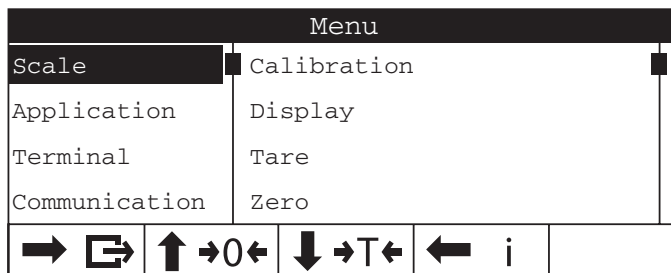 Menu
Scale Calibration
Application Display
Terminal Tare
Communication Zero
→0← →T← i